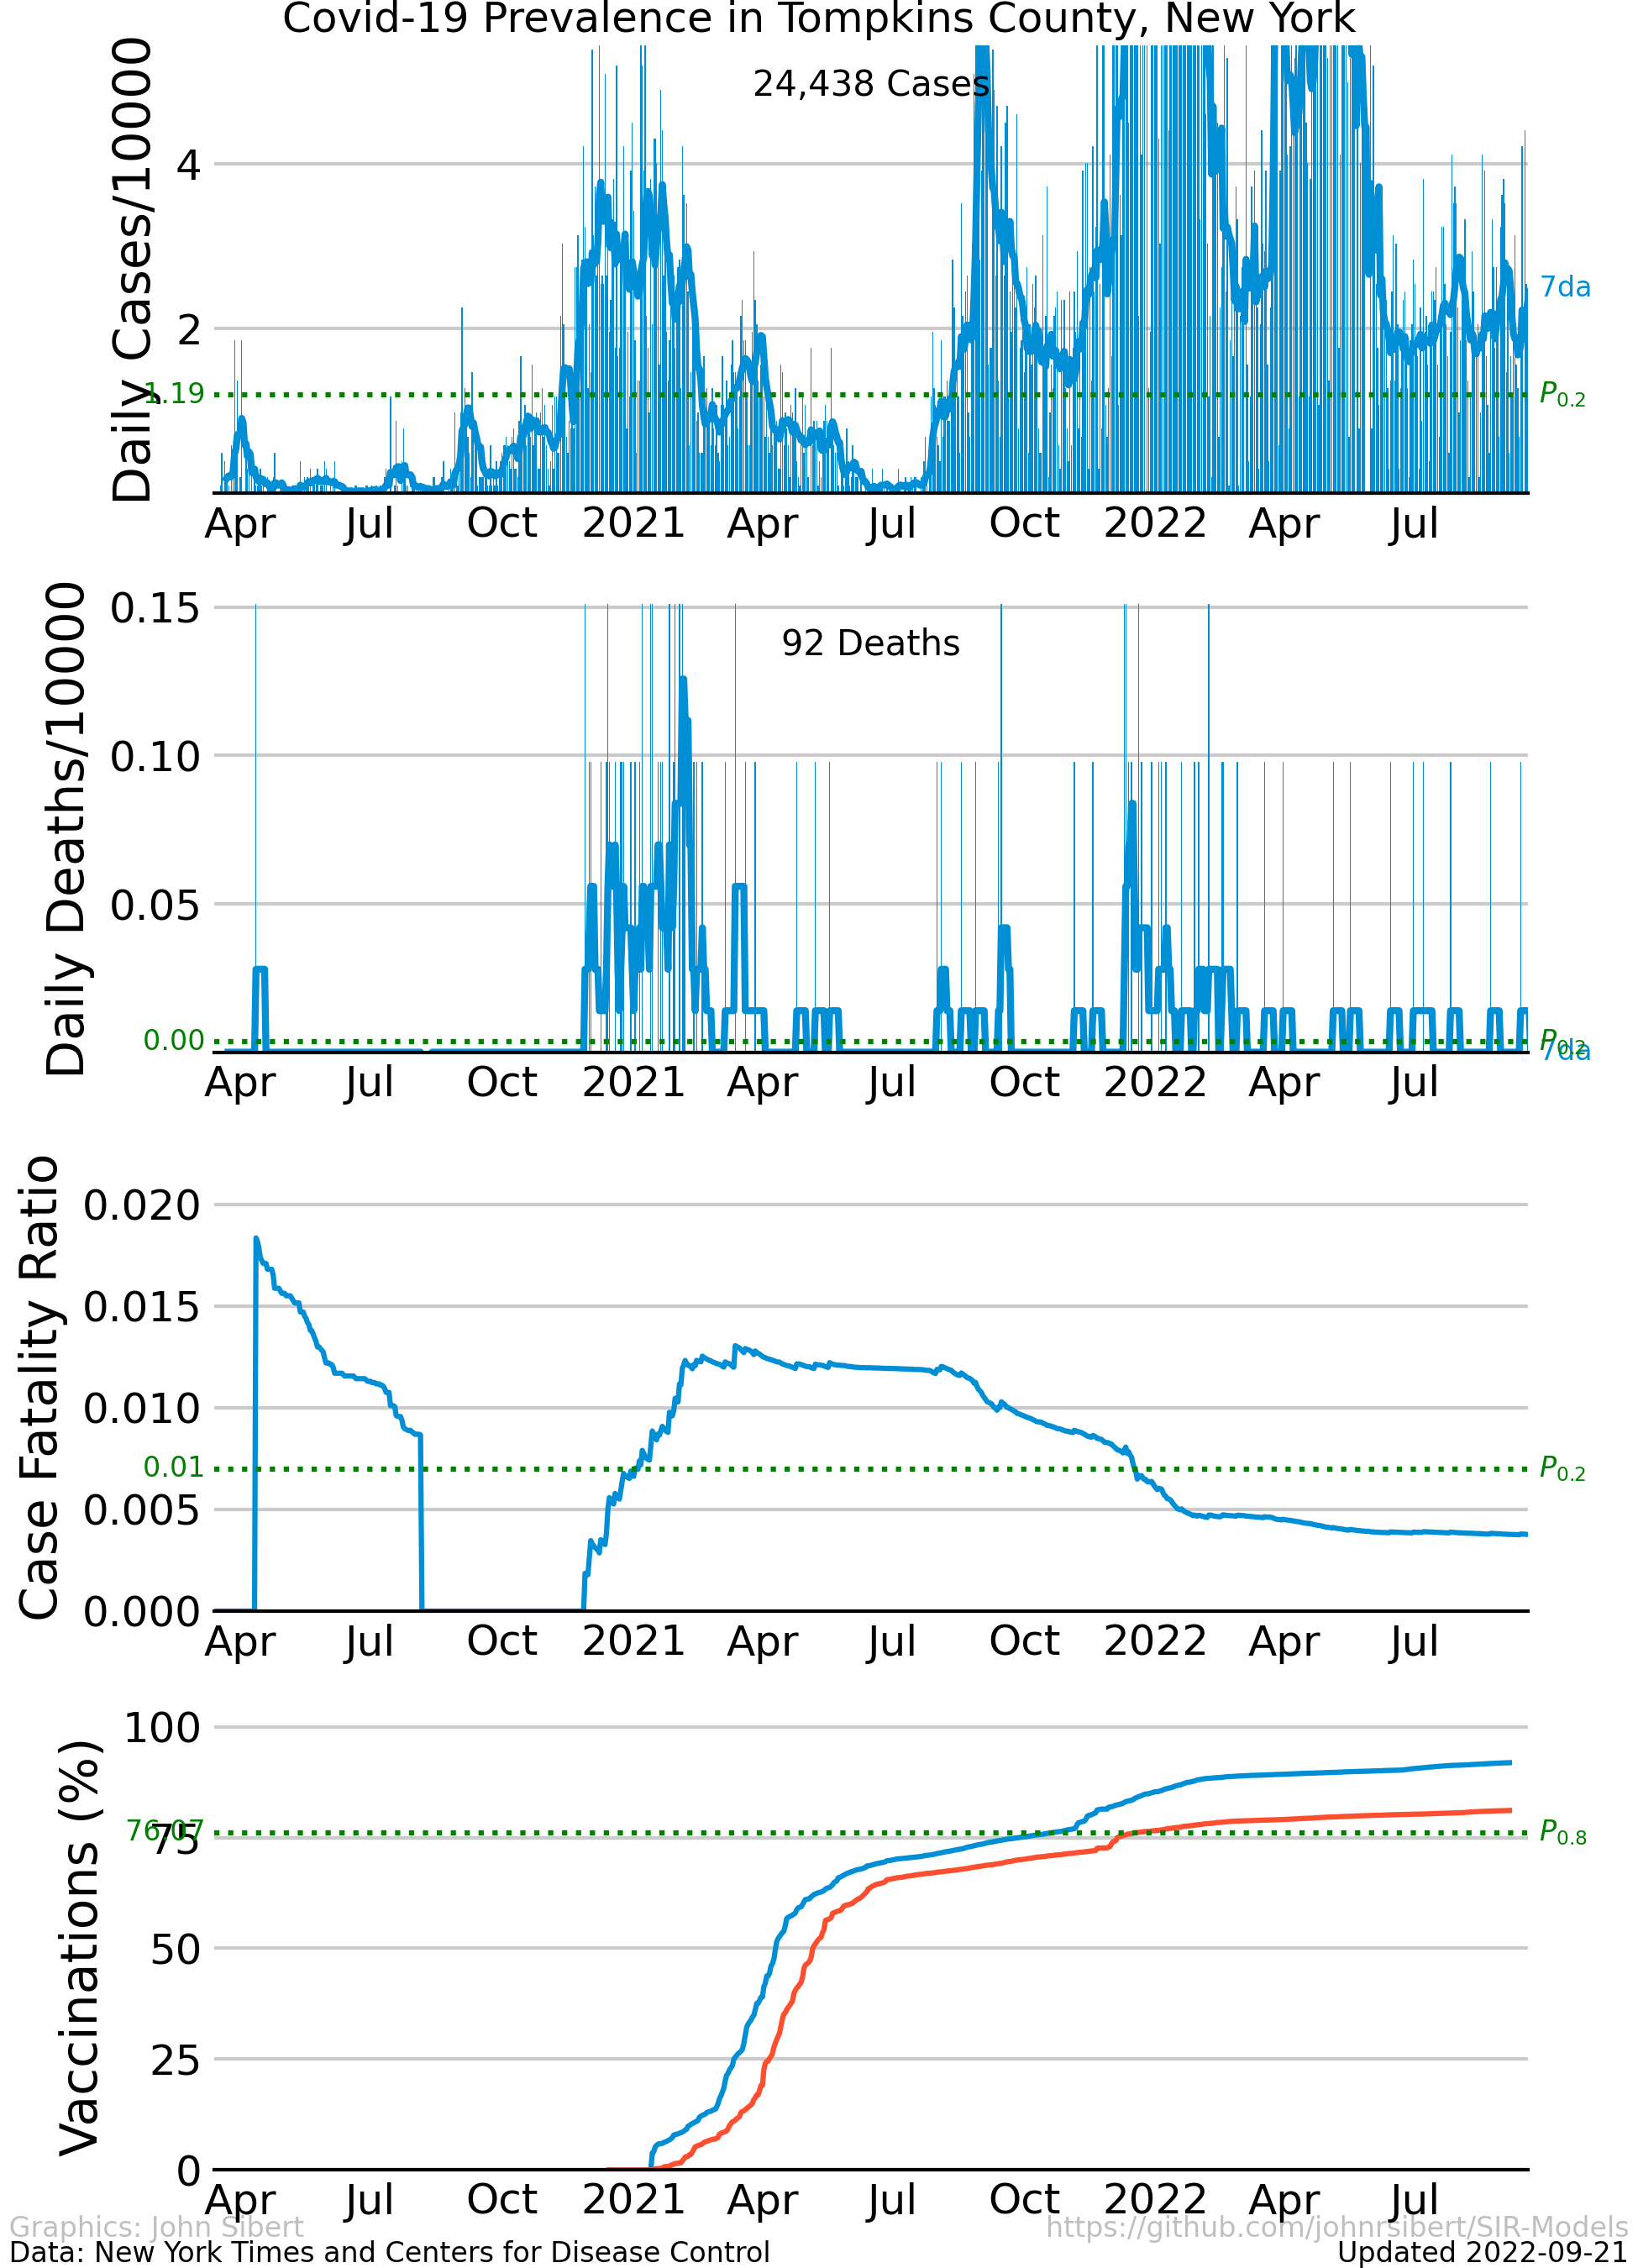 Covid-19 Prevalence in Tompkins County, New York
Daily Cases/10000
24,438 Cases
4
2
1.19
7da
P0.2
Apr Jul Oct 2021 Apr Jul Oct 2022 Apr Jul
Daily Deaths/10000
92 Deaths
0.15
0.10
0.05
0.00
P0.2
7da
Apr Jul Oct 2021 Apr Jul Oct 2022 Apr Jul
Case Fatality Ratio
0.020
0.015
0.010
0.01
P0.2
0.005
0.000
Apr Jul Oct 2021 Apr Jul Oct 2022 Apr Jul
Vaccinations (%)
100
76.07
75
P0.8
50
25
0
Apr Jul Oct 2021 Apr Jul Oct 2022 Apr Jul
Graphics: John Sibert https://github.com/johnrsibert/SIR-Models
Data: New York Times and Centers for Disease Control Updated 2022-09-21